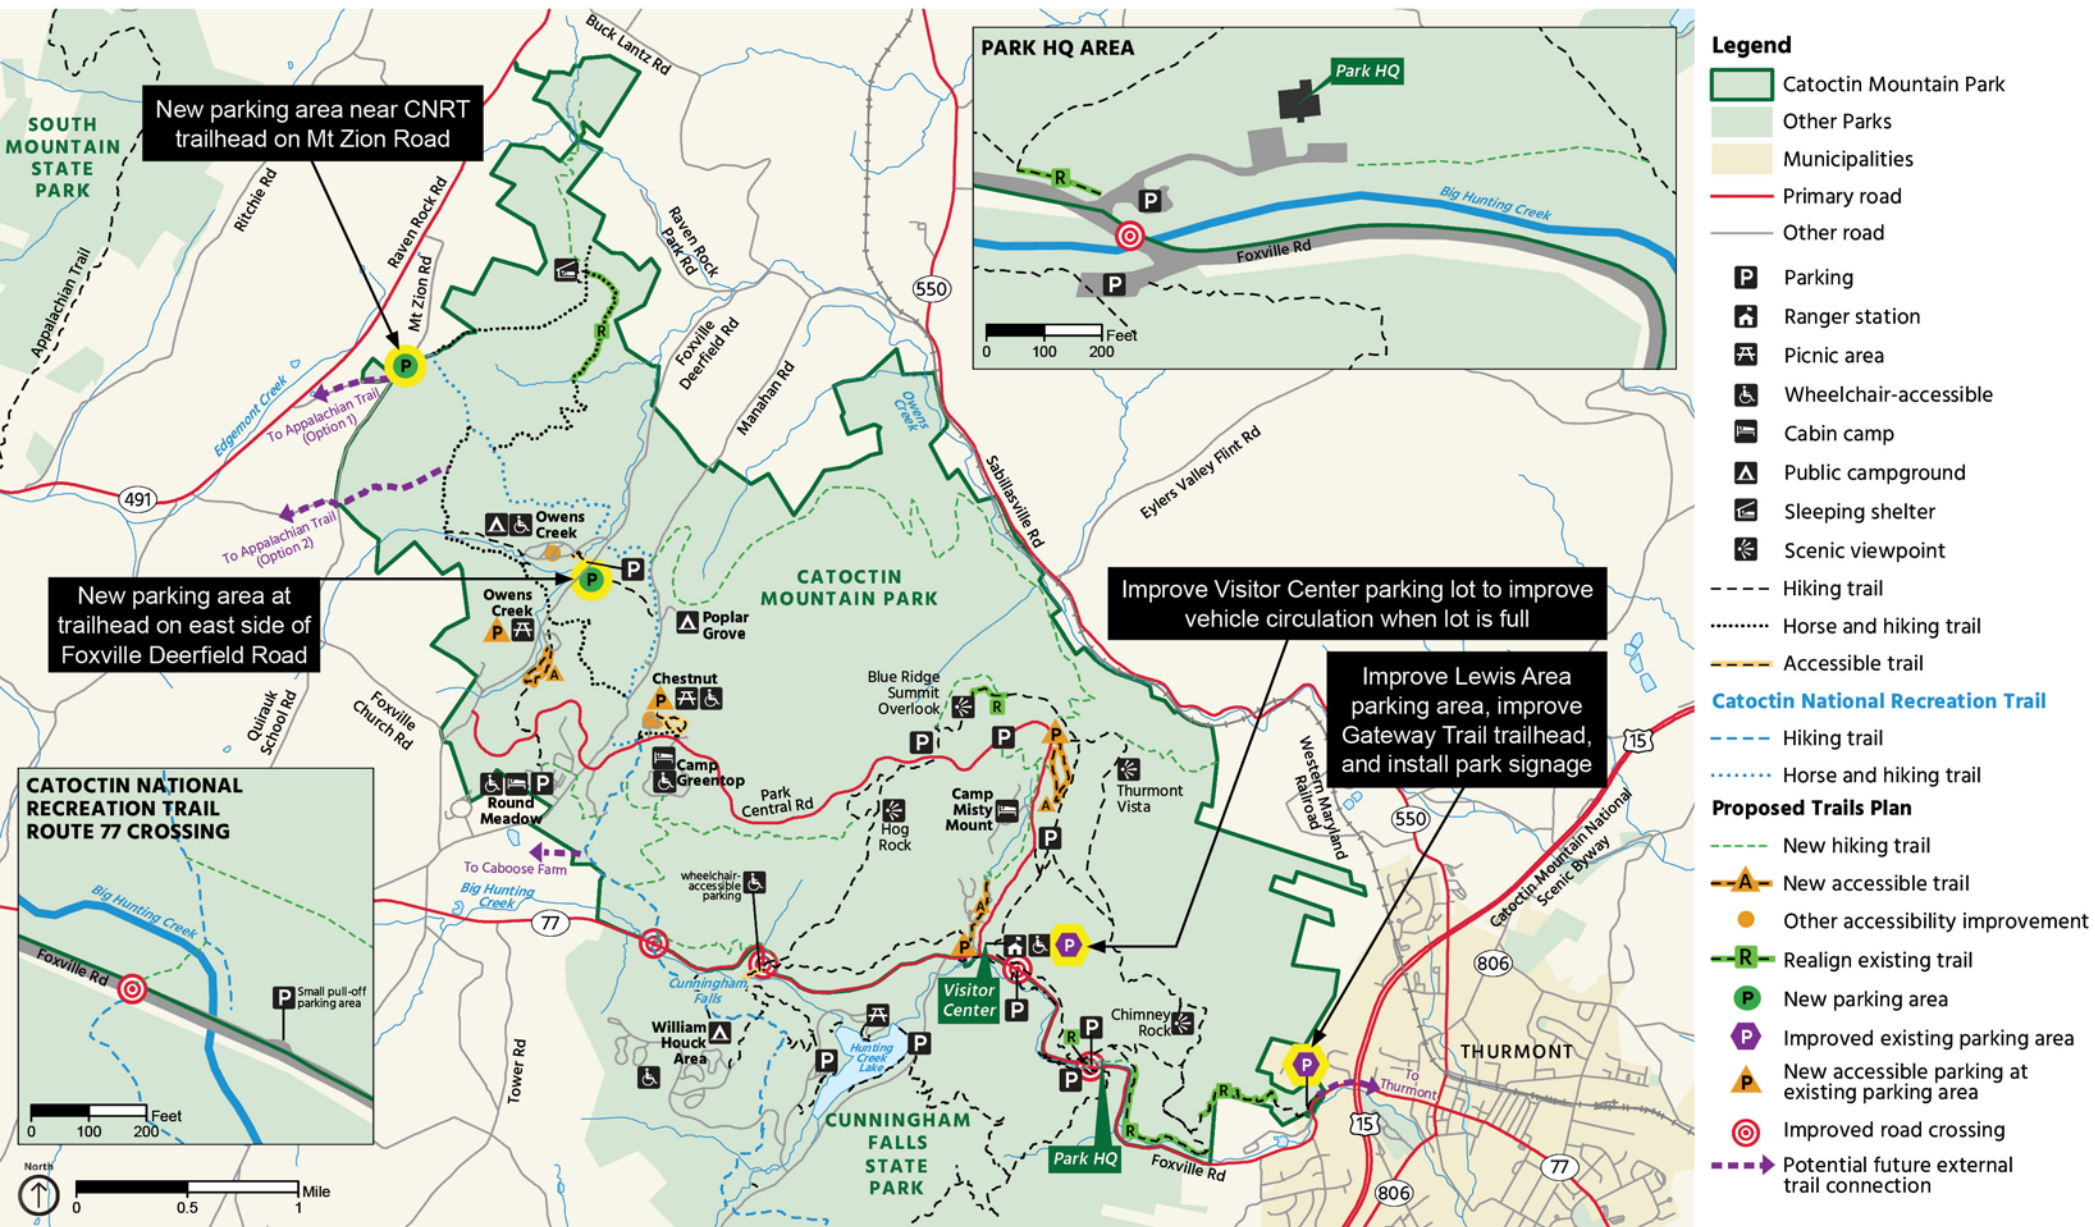 New parking area near CNRT
trailhead on Mt Zion Road
SOUTH
MOUNTAIN
STATE
PARK
Appalachian Trail
Ritchie Rd
Raven Rock Rd
Mt Zion Rd
Buck Lantz Rd
Raven Rock
Park Rd
550
Foxville
Deerfield Rd
Manahan Rd
Owens
Creek
Sabillasville Rd
Eylers Valley Flint Rd
P
R
Edgemont Creek
To Appalachian Trail
(Option 1)
491
To Appalachian Trail
(Option 2)
PARK HQ AREA
Park HQ
R
P
Big Hunting Creek
Foxville Rd
P
Feet
0 100 200
New parking area at
trailhead on east side of
Foxville Deerfield Road
Owens
Creek
P
P
Owens
Creek
P
A
CATOCTIN
MOUNTAIN PARK
Poplar
Grove
Chestnut
P
Camp
Greentop
Quirauk
School Rd
Foxville
Church Rd
P
Round
Meadow
Park
Central Rd
Blue Ridge
Summit
Overlook
R
P
P
P
Thurmont
Vista
Hog
Rock
Camp
Misty
Mount
A
P
Improve Visitor Center parking lot to improve
vehicle circulation when lot is full
Improve Lewis Area
parking area, improve
Gateway Trail trailhead,
and install park signage
Western Maryland
Railroad
15
550
Catoctin Mountain National
Scenic Byway
806
To Caboose Farm
Big Hunting
Creek
77
wheelchair-
accessible
parking
A
P
P
Visitor
Center
P
Cunningham
Falls
William
Houck
Area
Tower Rd
P
Hunting
Creek
Lake
P
CUNNINGHAM
FALLS
STATE
PARK
R
P
P
Chimney
Rock
Park HQ
R
R
Foxville Rd
P
To
Thurmont
THURMONT
15
77
806
CATOCTIN NATIONAL
RECREATION TRAIL
ROUTE 77 CROSSING
Big Hunting Creek
Foxville Rd
P
Small pull-off
parking area
Feet
0 100 200
North
Mile
0 0.5 1
Legend
Catoctin Mountain Park
Other Parks
Municipalities
Primary road
Other road
P Parking
Ranger station
Picnic area
Wheelchair-accessible
Cabin camp
Public campground
Sleeping shelter
Scenic viewpoint
Hiking trail
Horse and hiking trail
Accessible trail
Catoctin National Recreation Trail
Hiking trail
Horse and hiking trail
Proposed Trails Plan
New hiking trail
A New accessible trail
Other accessibility improvement
R Realign existing trail
P New parking area
P Improved existing parking area
P New accessible parking at
existing parking area
Improved road crossing
Potential future external
trail connection